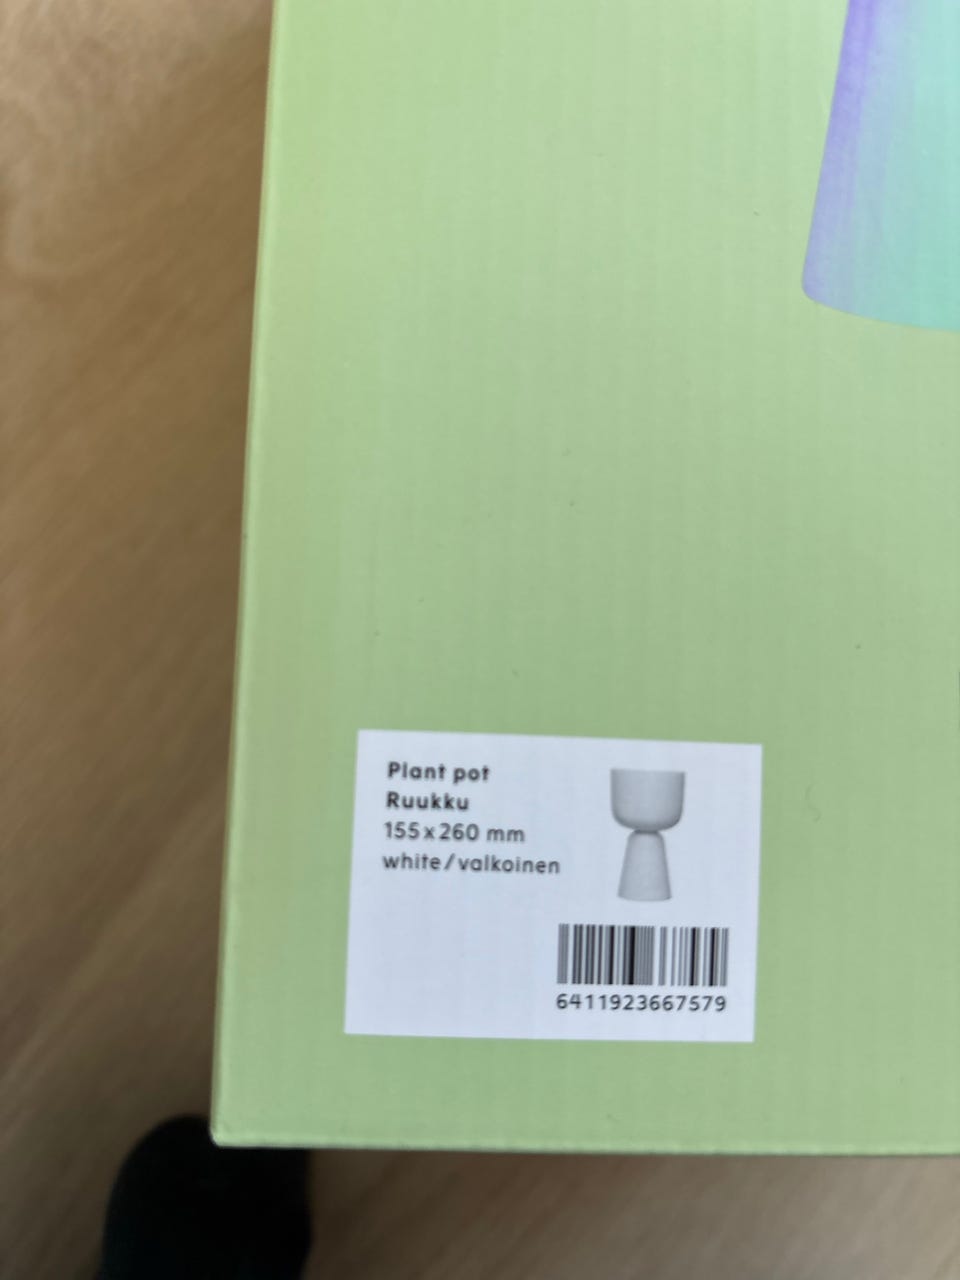 Plant pot
Ruukku
155 x 260 mm
white / valkoinen
6411923667579